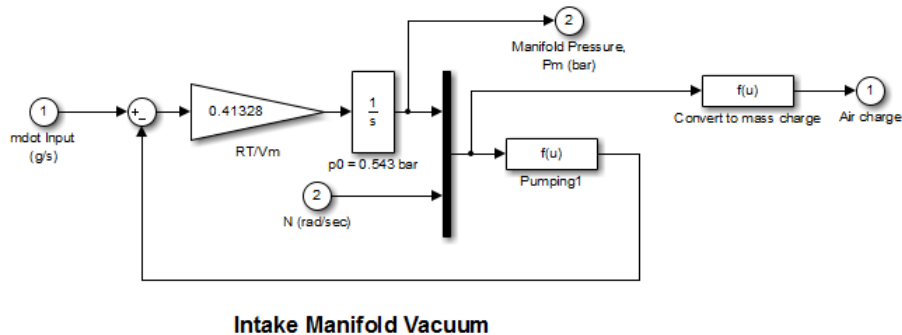 2
Manifold Pressure,
Pm (bar)
1
mdot Input
(g/s)
+
−
0.41328
RT/Vm
1
s
p0 = 0.543 bar
2
N (rad/sec)
f(u)
Pumping1
f(u)
Convert to mass charge
1
Air charge
Intake Manifold Vacuum